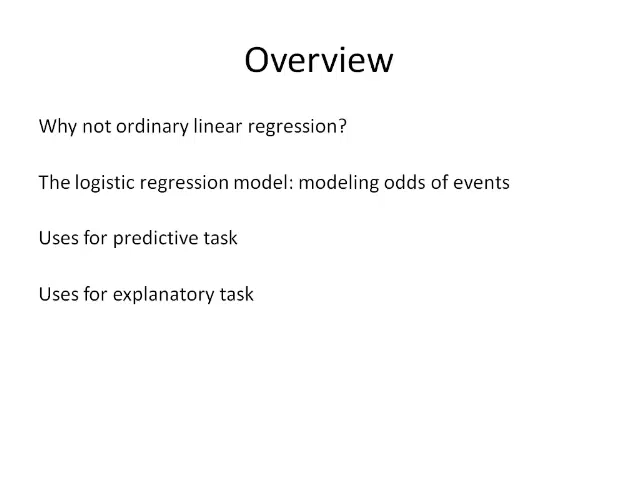 Overview
Why not ordinary linear regression?
The logistic regression model: modeling odds of events
Uses for predictive task
Uses for explanatory task